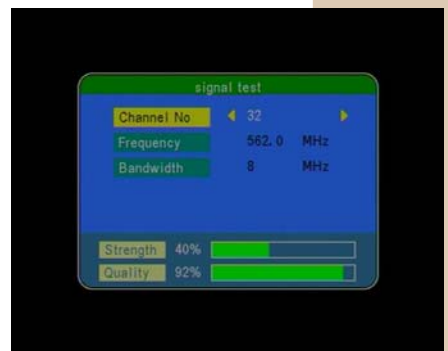 signal test
Channel No 32
Frequency 562.0 MHz
Bandwidth 8 MHz
Strength 40%
Quality 92%